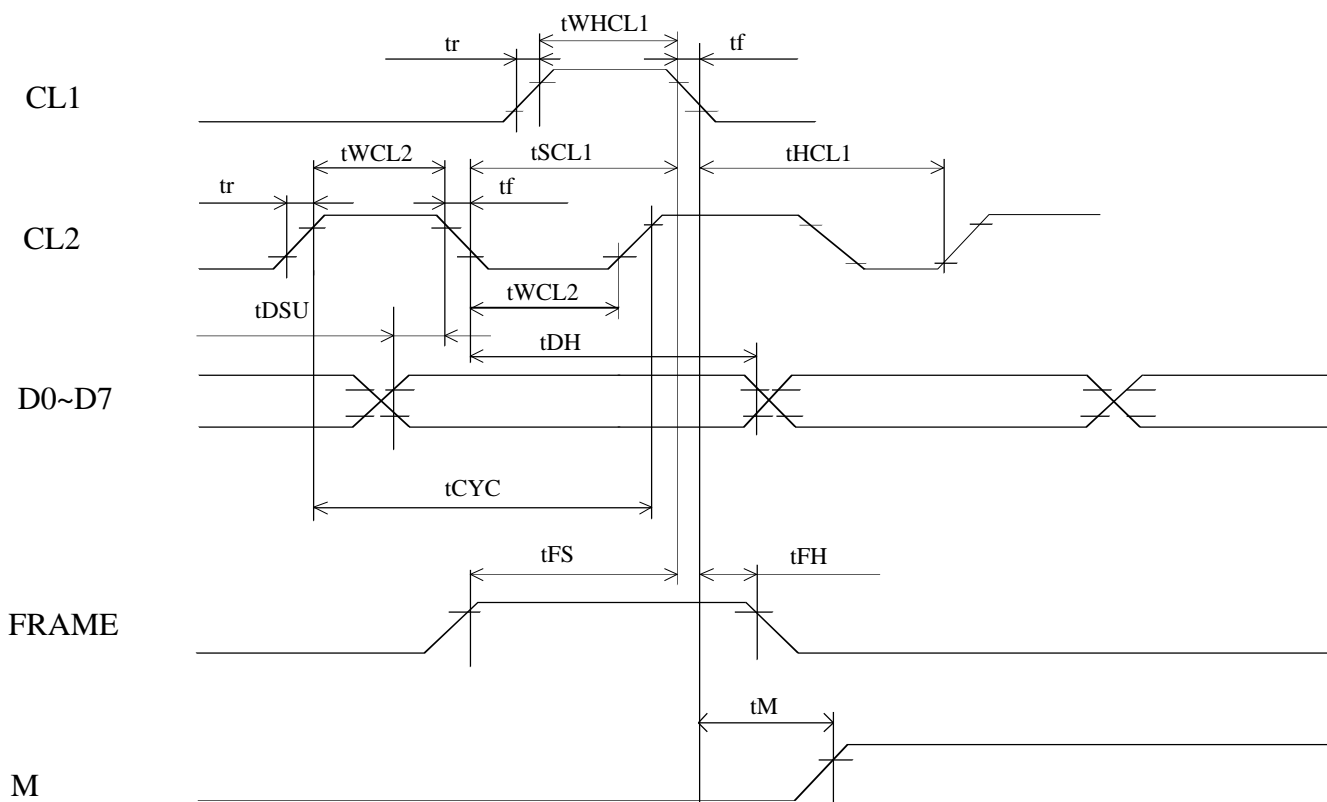 tWHCL1
tr
tf
CL1
tWCL2
tSCL1
tHCL1
tr
tf
CL2
tWCL2
tDSU
tDH
D0~D7
tCYC
tFS
tFH
FRAME
tM
M